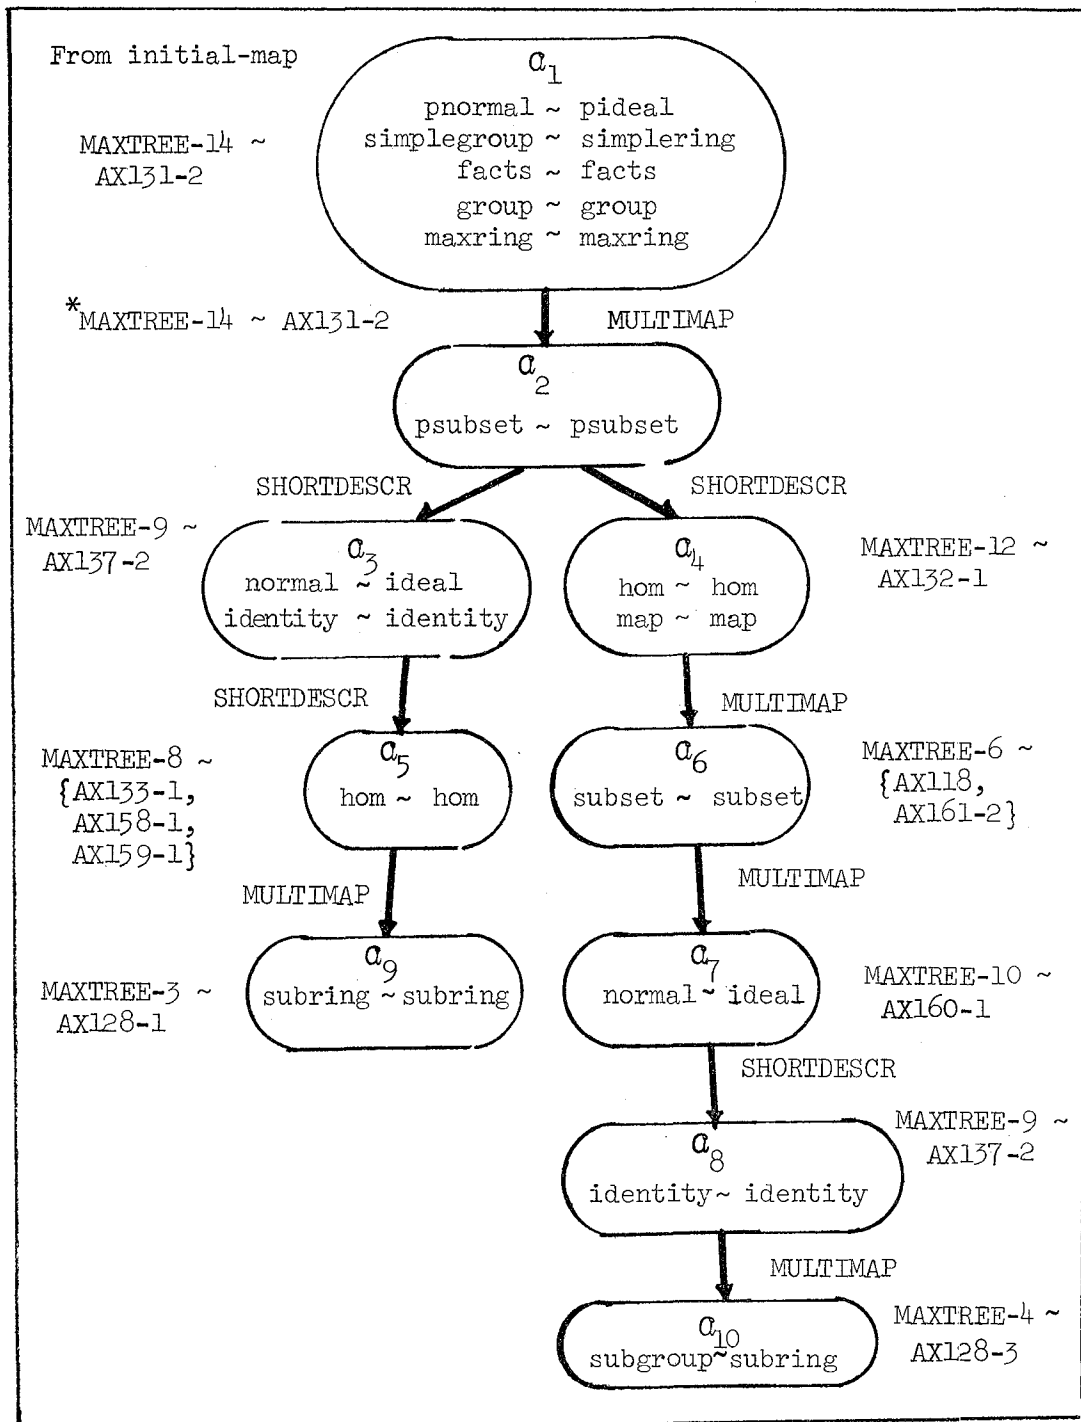 From initial-map
a1
pnormal ~ pideal
simplegroup ~ simplering
facts ~ facts
group ~ group
maxring ~ maxring
MAXTREE-14 ~
AX131-2
*MAXTREE-14 ~ AX131-2
MULTIMAP
a2
psubset ~ psubset
SHORTDESCR
SHORTDESCR
MAXTREE-9 ~
AX137-2
a3
normal ~ ideal
identity ~ identity
a4
hom ~ hom
map ~ map
MAXTREE-12 ~
AX132-1
SHORTDESCR
MULTIMAP
MAXTREE-8 ~
{AX133-1,
AX158-1,
AX159-1}
a5
hom ~ hom
a6
subset ~ subset
MAXTREE-6 ~
{AX118,
AX161-2}
MULTIMAP
MULTIMAP
MAXTREE-3 ~
AX128-1
a9
subring ~ subring
a7
normal ~ ideal
MAXTREE-10 ~
AX160-1
SHORTDESCR
a8
identity ~ identity
MAXTREE-9 ~
AX137-2
MULTIMAP
a10
subgroup~subring
MAXTREE-4 ~
AX128-3